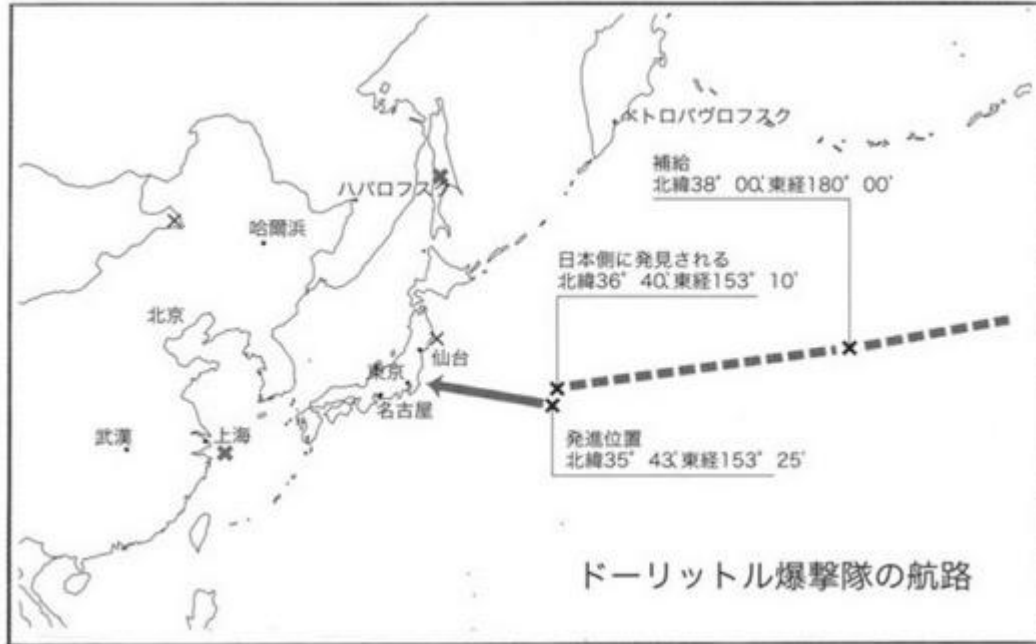 ペトロパヴロフスク
補給
北緯38°00′東経180°00′
ハバロフスク
哈爾浜
日本側に発見される
北緯36°40′東経153°10′
北京
仙台
東京
名古屋
武漢
上海
発進位置
北緯35°43′東経153°25′
ドーリットル爆撃隊の航路